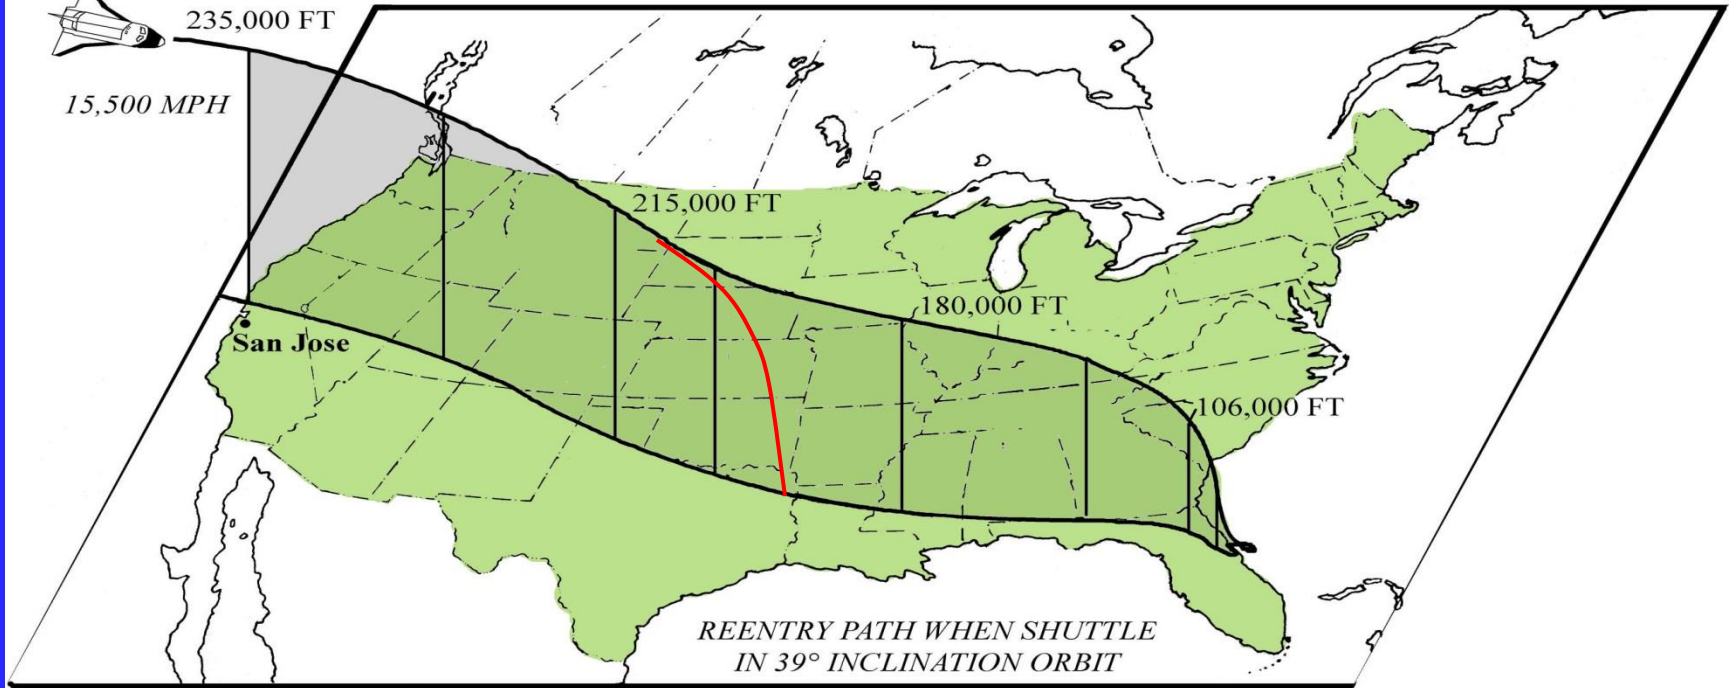 235,000 FT
15,500 MPH
215,000 FT
180,000 FT
San Jose
106,000 FT
REENTRY PATH WHEN SHUTTLE
IN 39° INCLINATION ORBIT